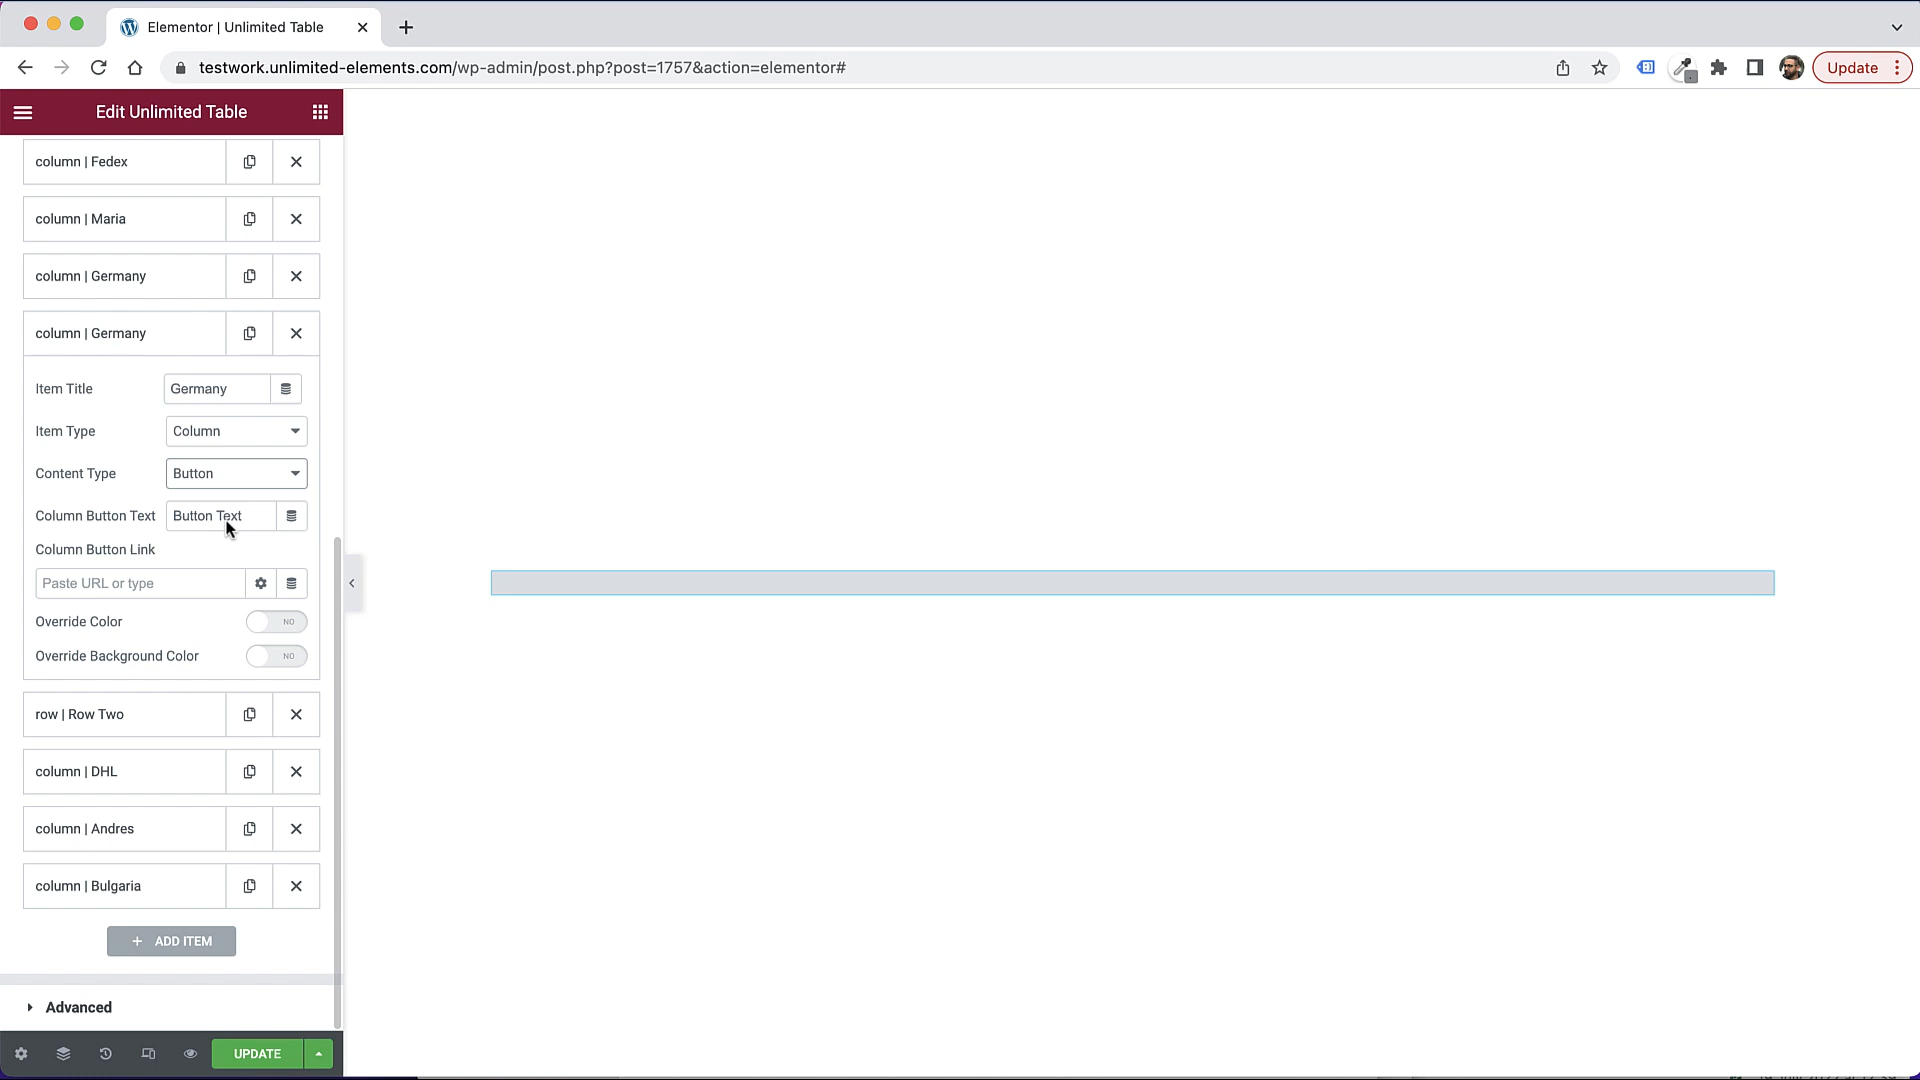 Elementor | Unlimited Table
testwork.unlimited-elements.com/wp-admin/post.php?post=1757&action=elementor#
Update
Edit Unlimited Table
column | Fedex
column | Maria
column | Germany
column | Germany
Item Title
Germany
Item Type
Column
Content Type
Button
Column Button Text
Button Text
Column Button Link
Paste URL or type
Override Color
NO
Override Background Color
NO
row | Row Two
column | DHL
column | Andres
column | Bulgaria
+ ADD ITEM
Advanced
UPDATE